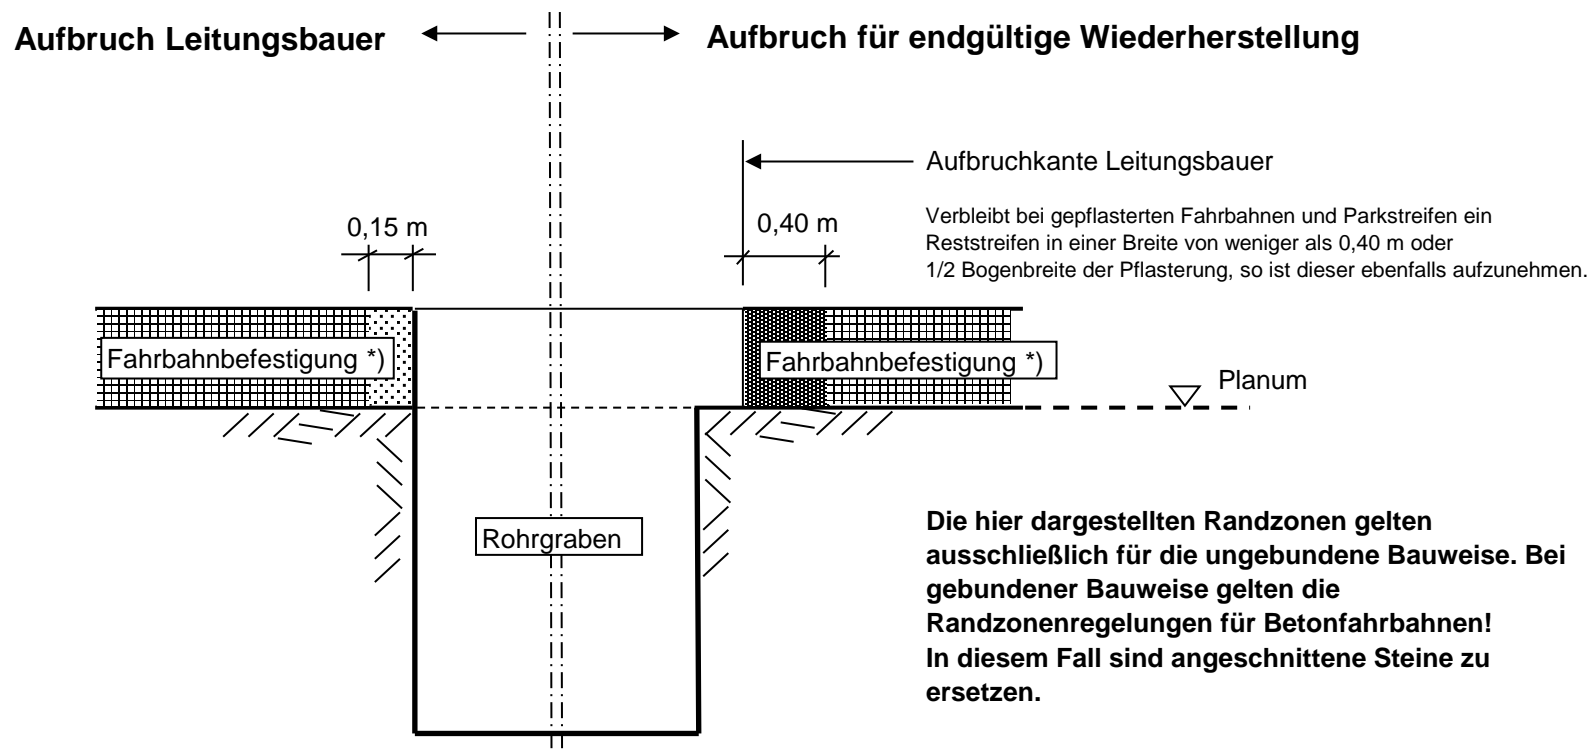 Aufbruch Leitungsbauer
Aufbruch für endgültige Wiederherstellung
Aufbruchkante Leitungsbauer
0,15 m
0,40 m
Verbleibt bei gepflasterten Fahrbahnen und Parkstreifen ein
Reststreifen in einer Breite von weniger als 0,40 m oder
1/2 Bogenbreite der Pflasterung, so ist dieser ebenfalls aufzunehmen.
Fahrbahnbefestigung *)
Fahrbahnbefestigung *)
Planum
Rohrgraben
Die hier dargestellten Randzonen gelten
ausschließlich für die ungebundene Bauweise. Bei
gebundener Bauweise gelten die
Randzonenregelungen für Betonfahrbahnen!
In diesem Fall sind angeschnittene Steine zu
ersetzen.